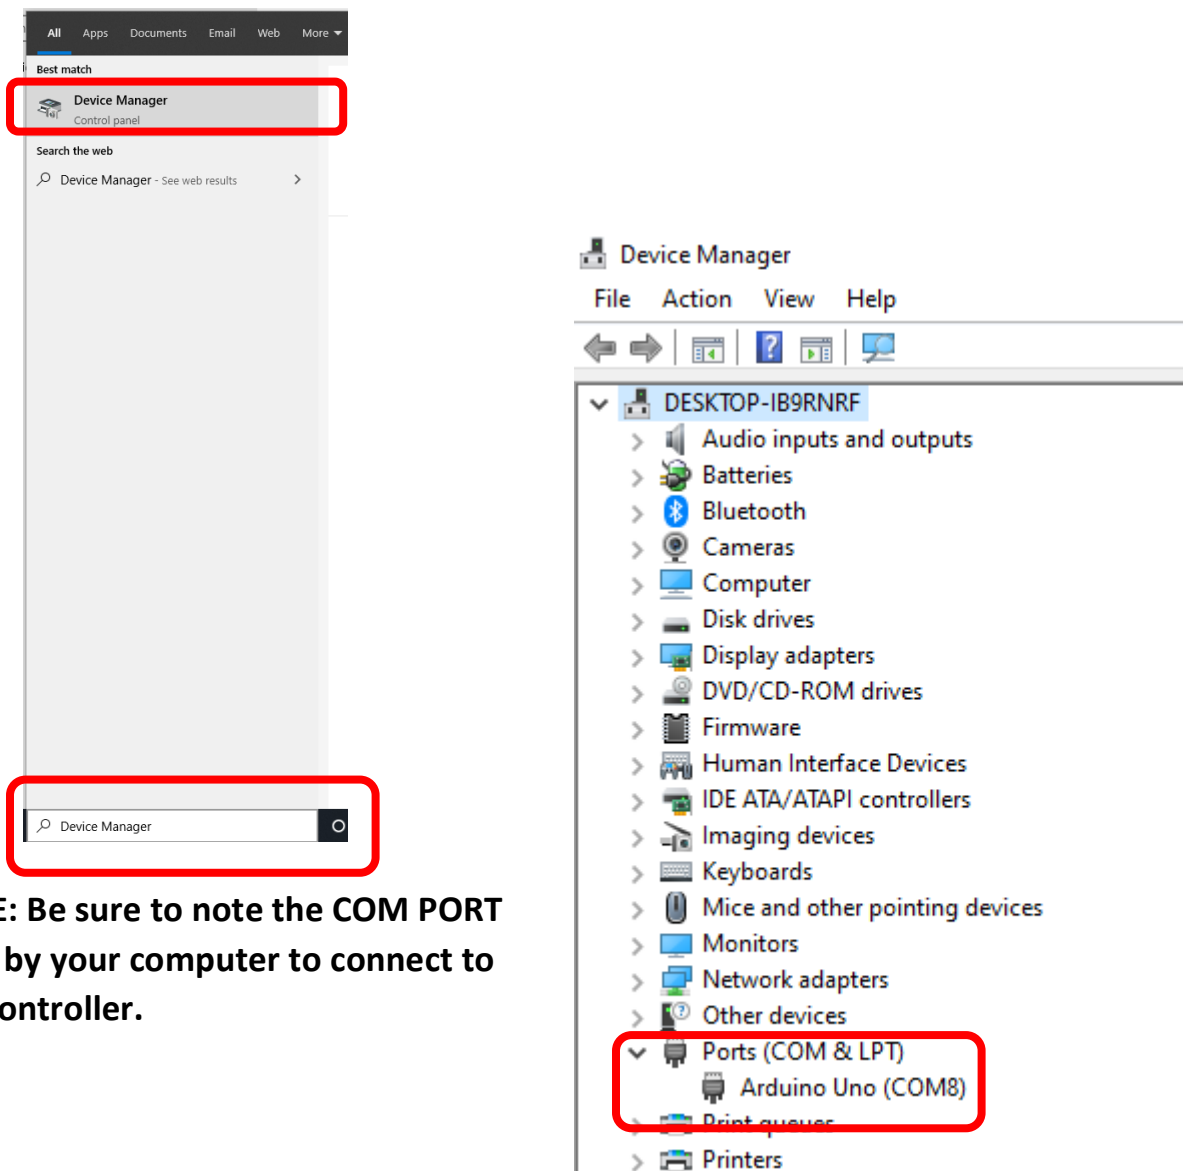 All Apps Documents Email Web More
Best match
Device Manager
Control panel
Search the web
Device Manager - See web results
Device Manager
E: Be sure to note the COM PORT
by your computer to connect to
ontroller.
Device Manager
File Action View Help
DESKTOP-IB9RNRF
Audio inputs and outputs
Batteries
Bluetooth
Cameras
Computer
Disk drives
Display adapters
DVD/CD-ROM drives
Firmware
Human Interface Devices
IDE ATA/ATAPI controllers
Imaging devices
Keyboards
Mice and other pointing devices
Monitors
Network adapters
Other devices
Ports (COM & LPT)
Arduino Uno (COM8)
Print queues
Printers